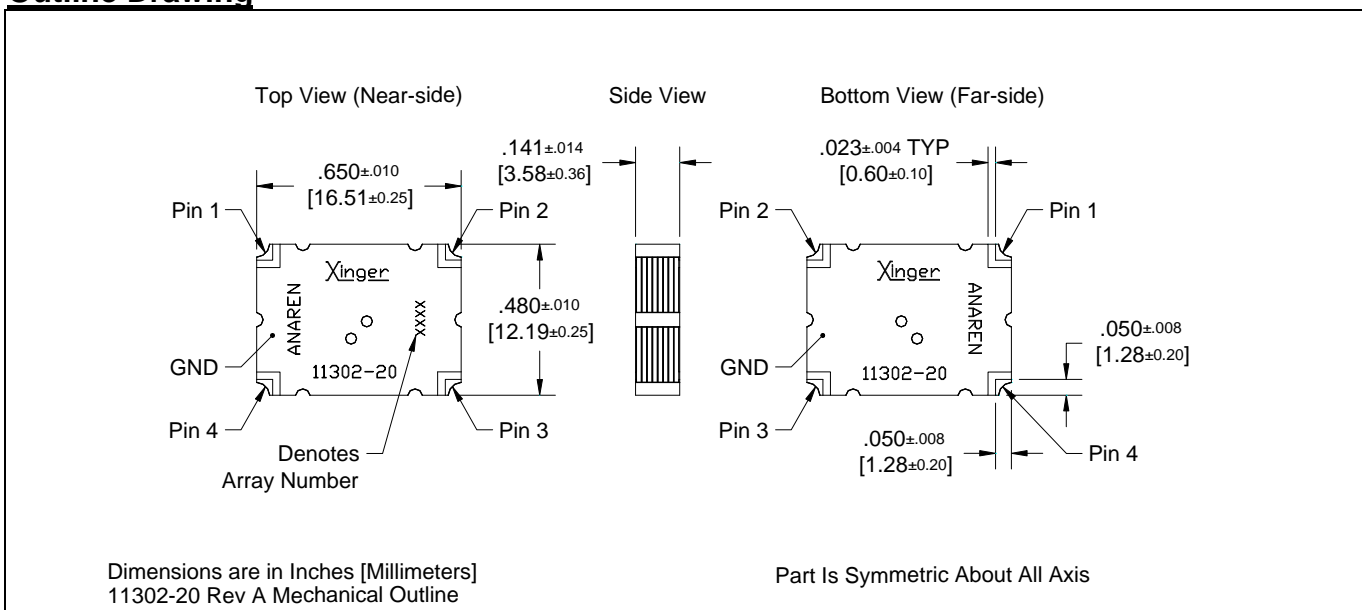 Outline Drawing
Top View (Near-side)
Side View
Bottom View (Far-side)
.650±.010
[16.51±0.25]
.141±.014
[3.58±0.36]
.023±.004 TYP
[0.60±0.10]
Pin 1
Pin 2
Pin 2
Pin 1
Xinger
ANAREN
XXXX
11302-20
.480±.010
[12.19±0.25]
Xinger
ANAREN
11302-20
.050±.008
[1.28±0.20]
GND
GND
Pin 4
Pin 3
Pin 3
Pin 4
.050±.008
[1.28±0.20]
Denotes
Array Number
Dimensions are in Inches [Millimeters]
11302-20 Rev A Mechanical Outline
Part Is Symmetric About All Axis